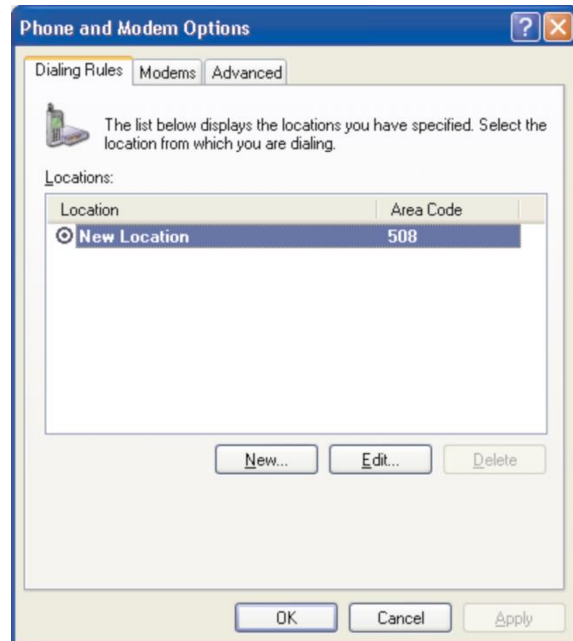 Phone and Modem Options
Dialing Rules Modems Advanced
The list below displays the locations you have specified. Select the
location from which you are dialing.
Locations:
Location Area Code
New Location 508
New... Edit... Delete
OK Cancel Apply